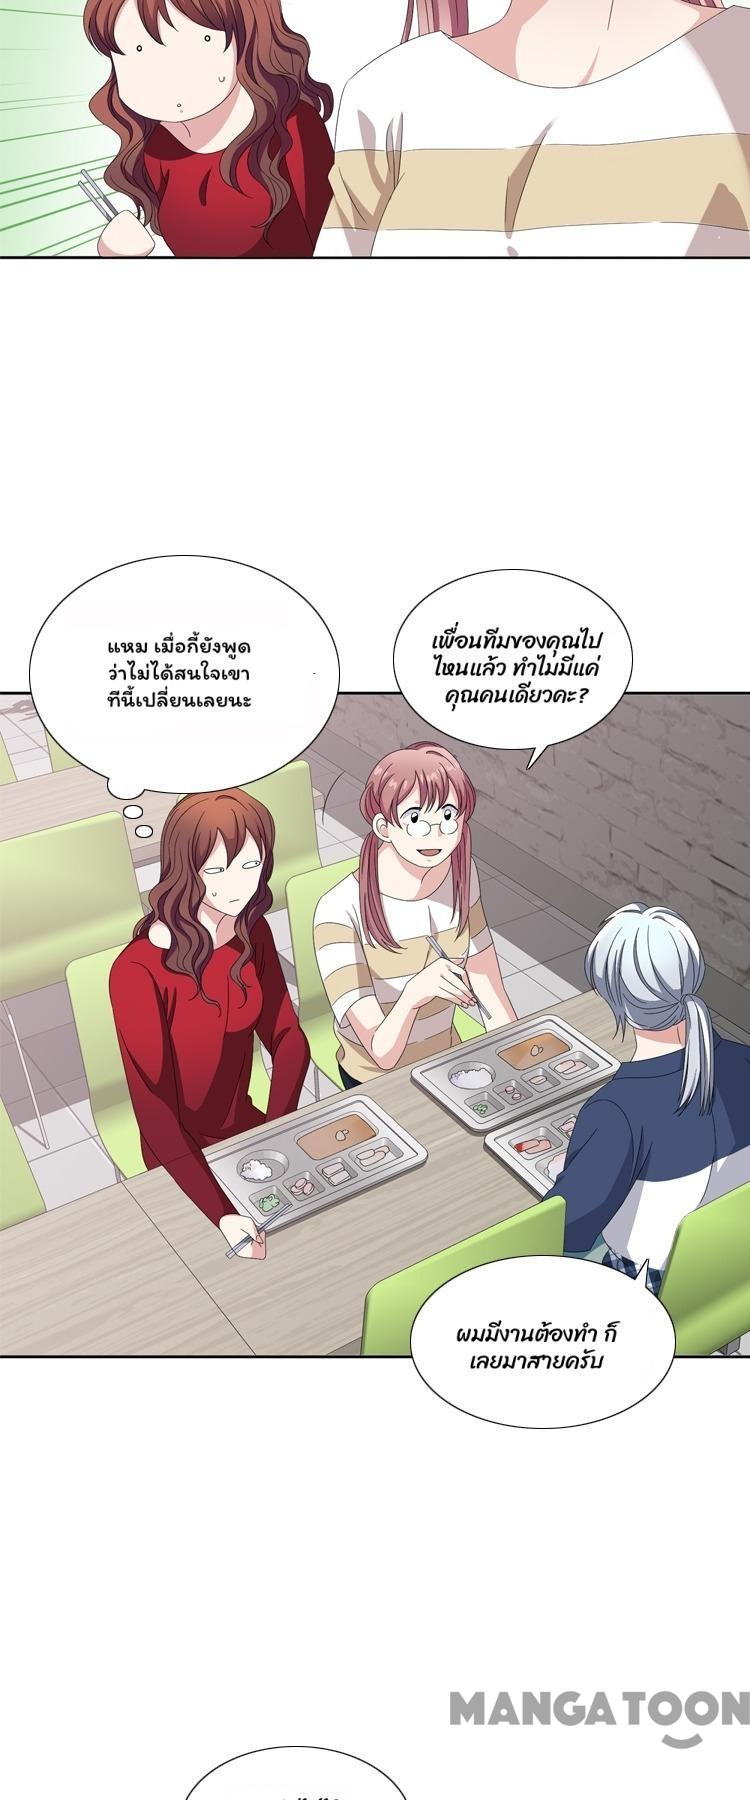 แหม เมื่อกี้ยังพูด
ว่าไม่ได้สนใจเขา
ทีนี้เปลี่ยนเลยนะ
เพื่อนทีมของคุณไป
ไหนแล้ว ทำไมมีแค่
คุณคนเดียวคะ?
ผมมีงานต้องทำ ก็
เลยมาสายครับ
MANGATOON